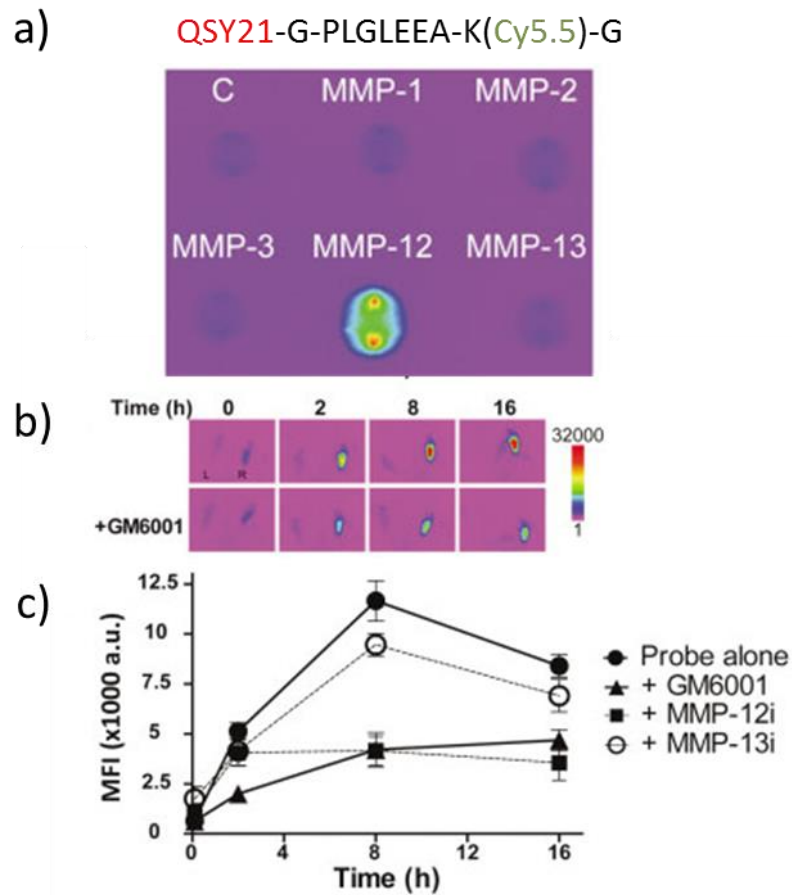 a)
QSY21-G-PLGLEEA-K(Cy5.5)-G
C MMP-1 MMP-2
MMP-3 MMP-12 MMP-13
b)
Time (h) 0 2 8 16
L R
32000
+GM6001
1
c)
MFI (x1000 a.u.)
12.5
10
7.5
5
2.5
0
0 4 8 12 16
Time (h)
Probe alone
+ GM6001
+ MMP-12i
+ MMP-13i